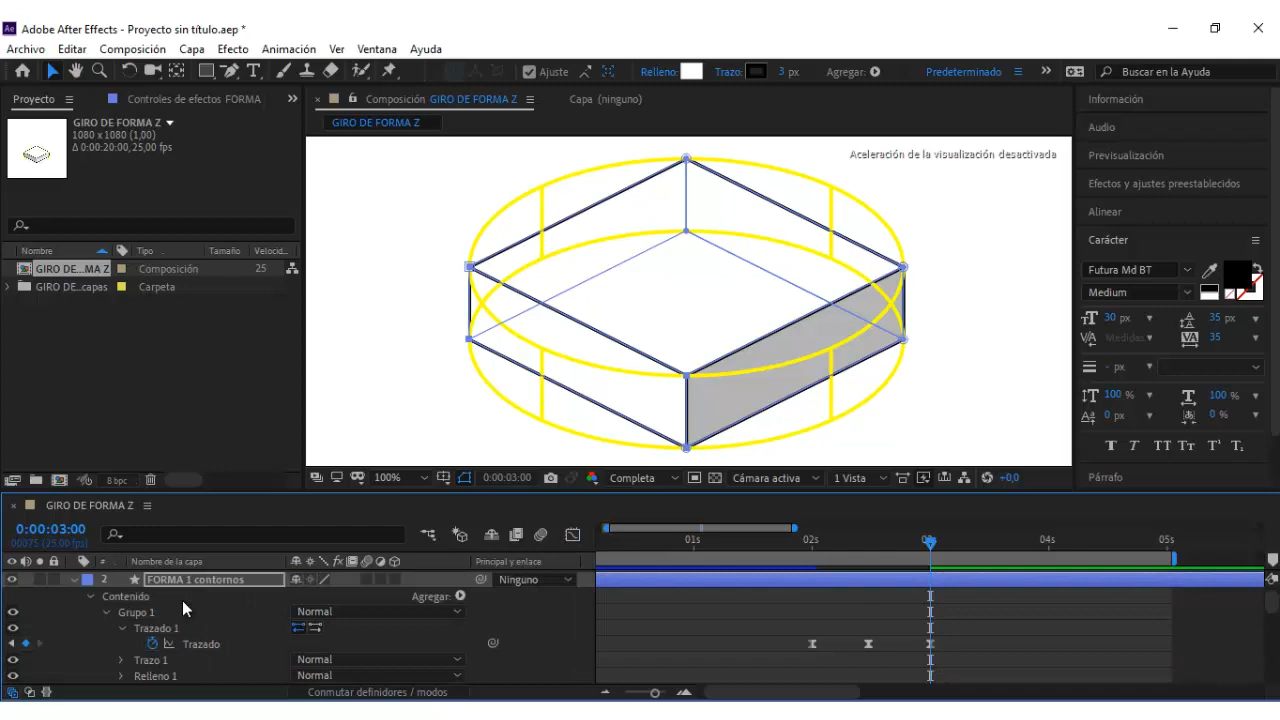 Adobe After Effects - Proyecto sin título.aep *
Archivo Editar Composición Capa Efecto Animación Ver Ventana Ayuda
Ajuste Relleno: Trazo: 3 px Agregar: Predeterminado Buscar en la Ayuda
Proyecto Controles de efectos FORMA
Composición GIRO DE FORMA Z Capa (ninguno)
GIRO DE FORMA Z
GIRO DE FORMA Z
1080 x 1080 (1,00)
Δ 0:00:20:00, 25,00 fps
Aceleración de la visualización desactivada
Nombre Tipo Tamaño Velocid..
GIRO DE...MA Z Composición 25
GIRO DE...capas Carpeta
8 bpc
100% 0:00:03:00 Completa Cámara activa 1 Vista +0,0
Información
Audio
Previsualización
Efectos y ajustes preestablecidos
Alinear
Carácter
Futura Md BT
Medium
30 px 35 px
Medidas 35
- px
100 % 100 %
0 px 0 %
T T TT Tт T¹ T₁
Párrafo
GIRO DE FORMA Z
0:00:03:00
00075 (25.00 fps)
01s 02s 03s 04s 05s
# Nombre de la capa Principal y enlace
2 FORMA 1 contornos Ninguno
Contenido Agregar:
Grupo 1 Normal
Trazado 1
Trazado
Trazo 1 Normal
Relleno 1 Normal
Conmutar definidores / modos